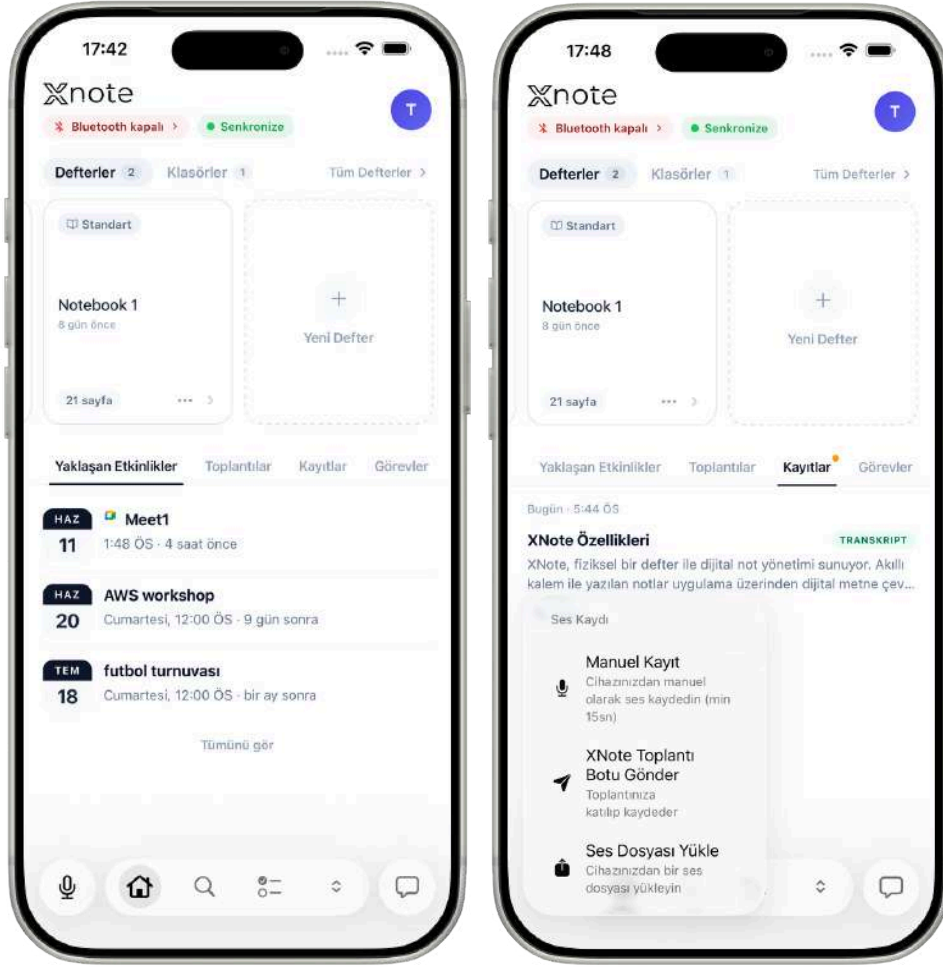 17:42
Xnote
Bluetooth kapalı >
Senkronize
T
Defterler 2
Klasörler 1
Tüm Defterler >
Standart
Notebook 1
8 gün önce
21 sayfa
Yeni Defter
Yaklaşan Etkinlikler
Toplantılar
Kayıtlar
Görevler
HAZ
11
Meet1
1:48 ÖS · 4 saat önce
HAZ
20
AWS workshop
Cumartesi, 12:00 ÖS · 9 gün sonra
TEM
18
futbol turnuvası
Cumartesi, 12:00 ÖS · bir ay sonra
Tümünü gör
17:48
Xnote
Bluetooth kapalı >
Senkronize
T
Defterler 2
Klasörler 1
Tüm Defterler >
Standart
Notebook 1
8 gün önce
21 sayfa
Yeni Defter
Yaklaşan Etkinlikler
Toplantılar
Kayıtlar
Görevler
Bugün · 5:44 ÖS
XNote Özellikleri
TRANSKRIPT
XNote, fiziksel bir defter ile dijital not yönetimi sunuyor. Akıllı
kalem ile yazılan notlar uygulama üzerinden dijital metne çev...
Ses Kaydı
Manuel Kayıt
Cihazınızdan manuel
olarak ses kaydedin (min
15sn)
XNote Toplantı
Botu Gönder
Toplantınıza
katılıp kaydeder
Ses Dosyası Yükle
Cihazınızdan bir ses
dosyası yükleyin